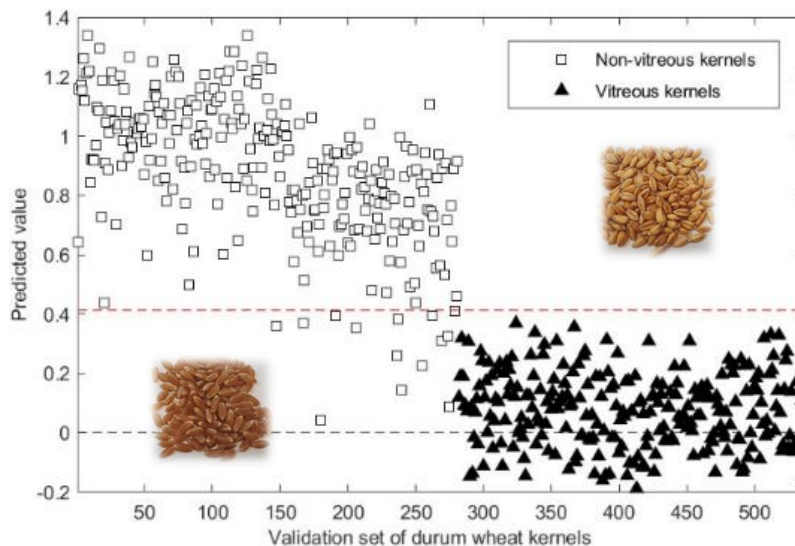 1.4
1.2
1
0.8
0.6
0.4
0.2
0
-0.2
Predicted value
Non-vitreous kernels
Vitreous kernels
50 100 150 200 250 300 350 400 450 500
Validation set of durum wheat kernels